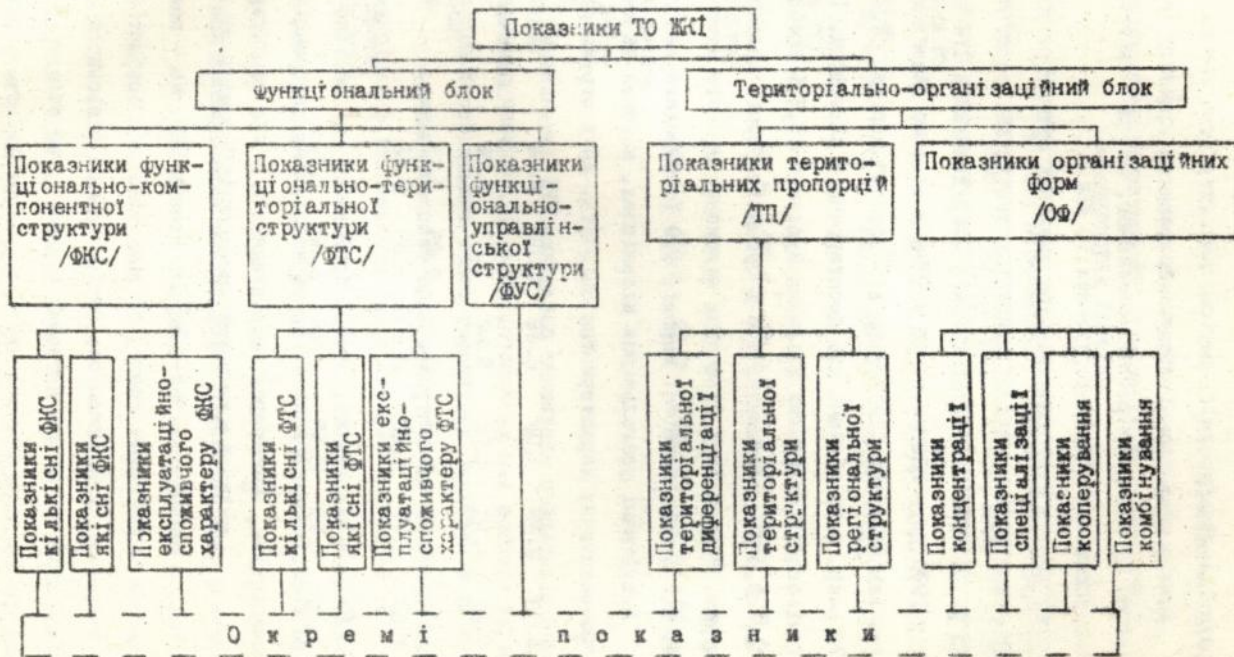 Показники ТО ЖКІ
Функціональний блок
Територіально-організаційний блок
Показники функ-
ціонально-ком-
понентної
структури
/ФКС/
Показники функ-
ціонально-тери-
торіальної
структури
/ФТС/
Показники
функці-
онально-
управлін-
ської
структури
/ФУС/
Показники терито-
ріальних пропорцій
/ТП/
Показники організаційних
форм
/ОФ/
Показники
кількісні ФКС
Показники
якісні ФКС
Показники
експлуатаційно-
споживчого
характеру ФКС
Показники
кількісні ФТС
Показники
якісні ФТС
Показники екс-
плуатаційно-
споживчого
характеру ФТС
Показники
територіальної
диференціації
Показники
територіальної
структури
Показники
регіональної
структури
Показники
концентрації
Показники
спеціалізації
Показники
кооперування
Показники
комбінування
Окремі показники